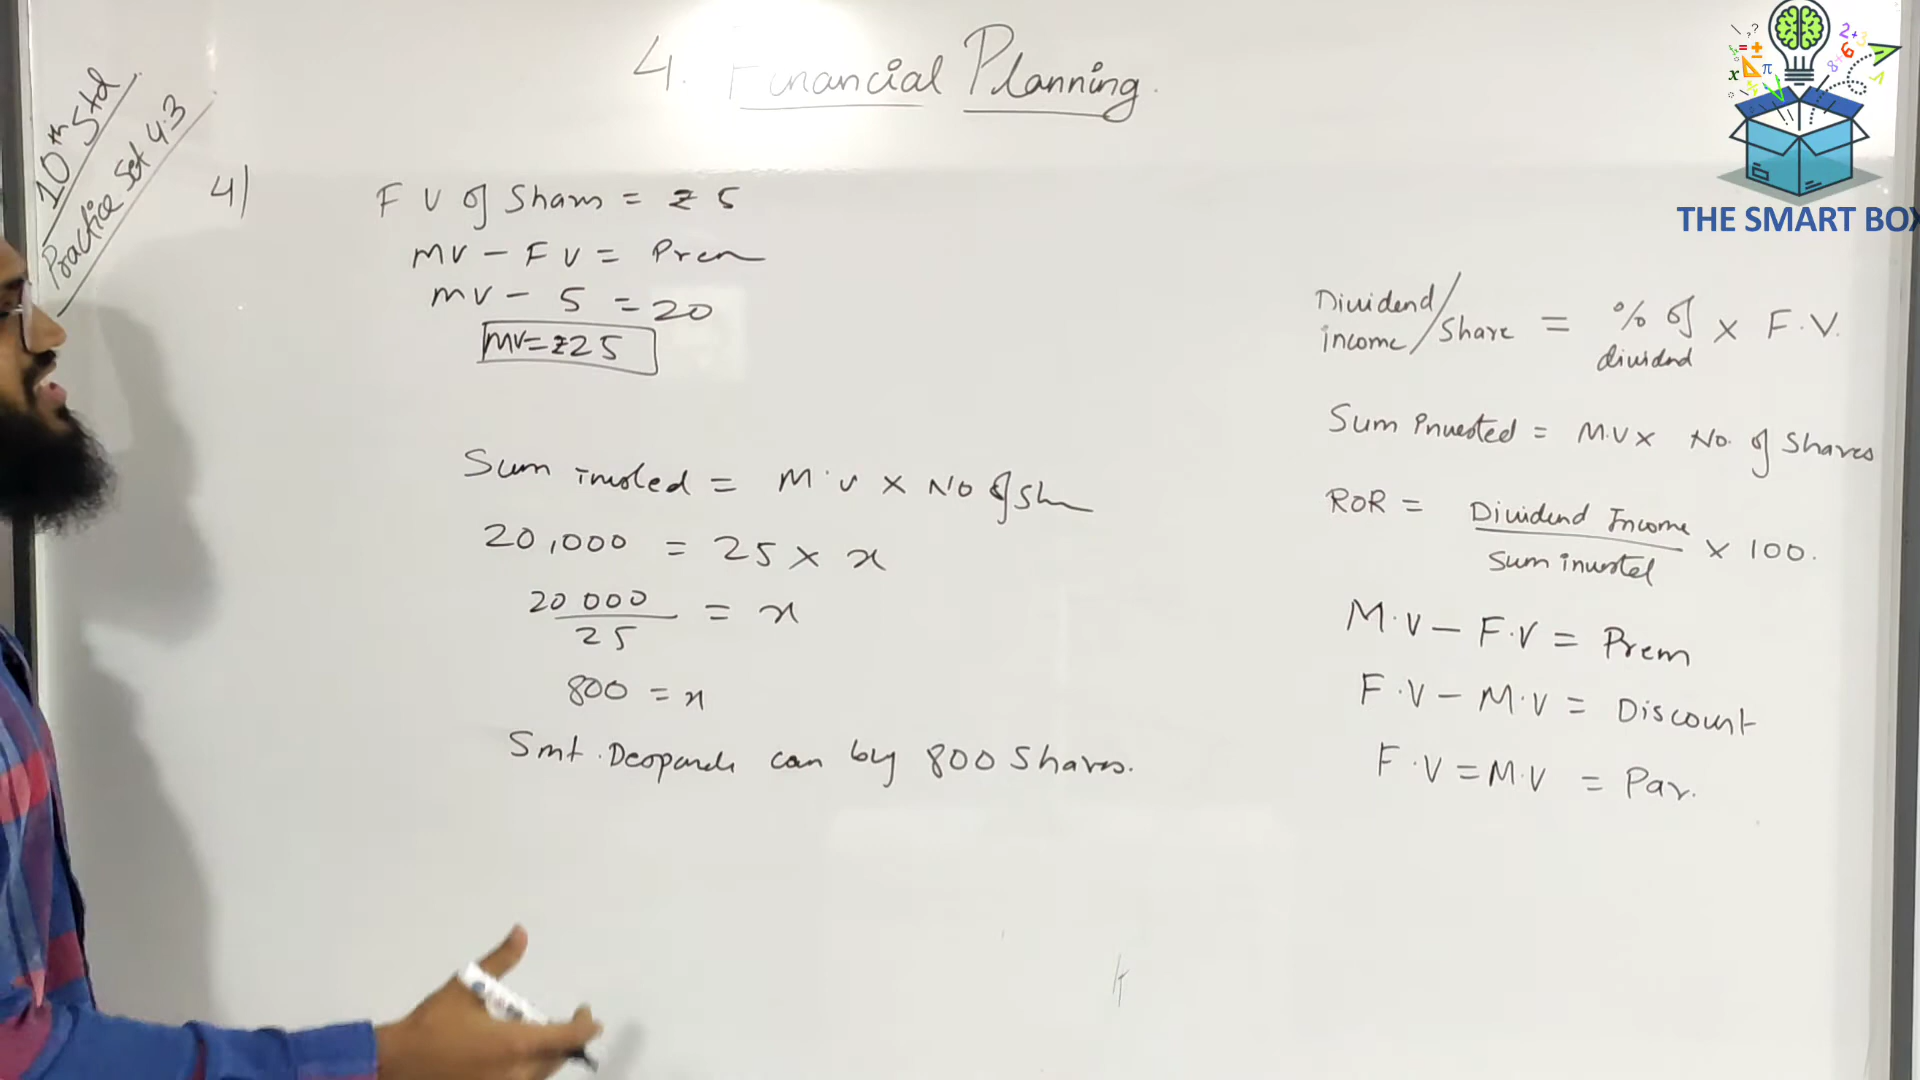 4. Financial Planning.
10th Std
Practice Set 4.3
4)
F V of Shares = ₹ 5
MV - FV = Prem
MV - 5 = 20
MV = ₹25
Sum invested = M.V × No of Sh
20,000 = 25 × x
20 000 / 25 = x
800 = x
Smt. Despande can by 800 Shares.
Dividend income/Share = % of dividend × F.V.
Sum Invested = M.V × No. of Shares
ROR = Dividend Income / Sum invested × 100.
M.V - F.V = Prem
F.V - M.V = Discount
F.V = M.V = Par.
THE SMART BOX